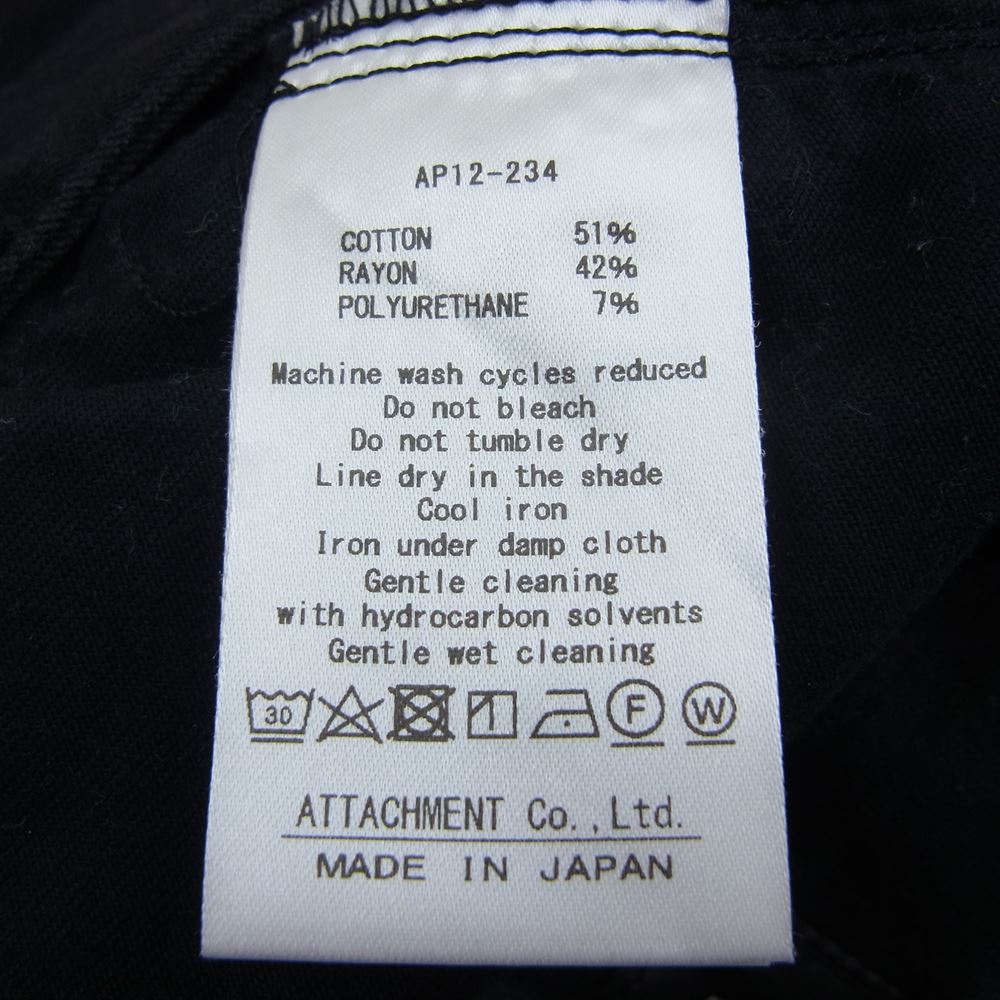 AP12-234
COTTON 51%
RAYON 42%
POLYURETHANE 7%
Machine wash cycles reduced
Do not bleach
Do not tumble dry
Line dry in the shade
Cool iron
Iron under damp cloth
Gentle cleaning
with hydrocarbon solvents
Gentle wet cleaning
30 F W
ATTACHMENT Co.,Ltd.
MADE IN JAPAN